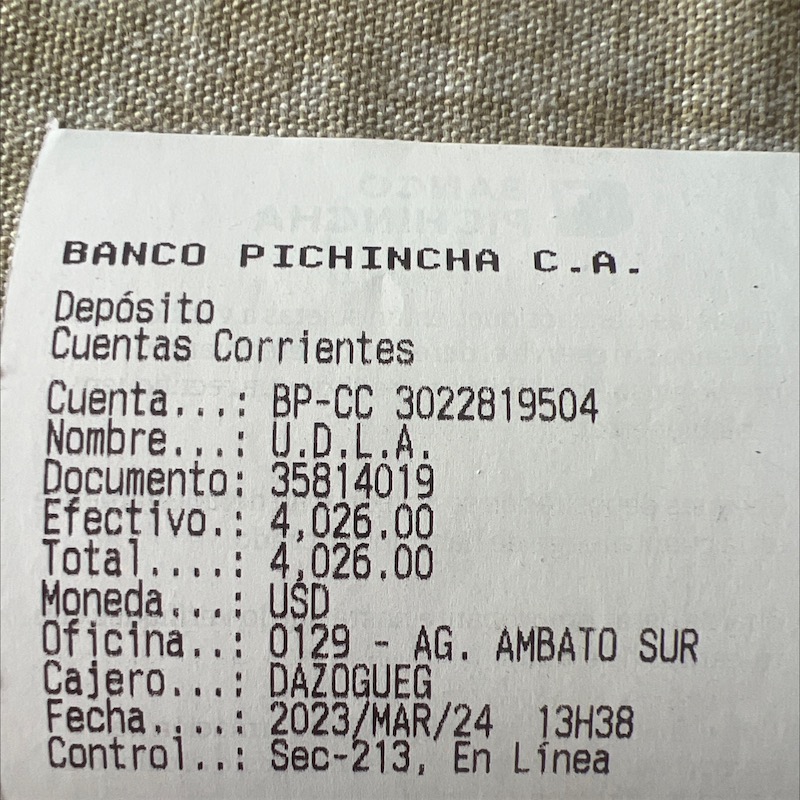 BANCO PICHINCHA C.A.
Depósito
Cuentas Corrientes
Cuenta...: BP-CC 3022819504
Nombre...: U.D.L.A.
Documento: 35814019
Efectivo.: 4,026.00
Total....: 4,026.00
Moneda...: USD
Oficina..: 0129 - AG. AMBATO SUR
Cajero...: DAZOGUEG
Fecha....: 2023/MAR/24 13H38
Control..: Sec-213, En Línea